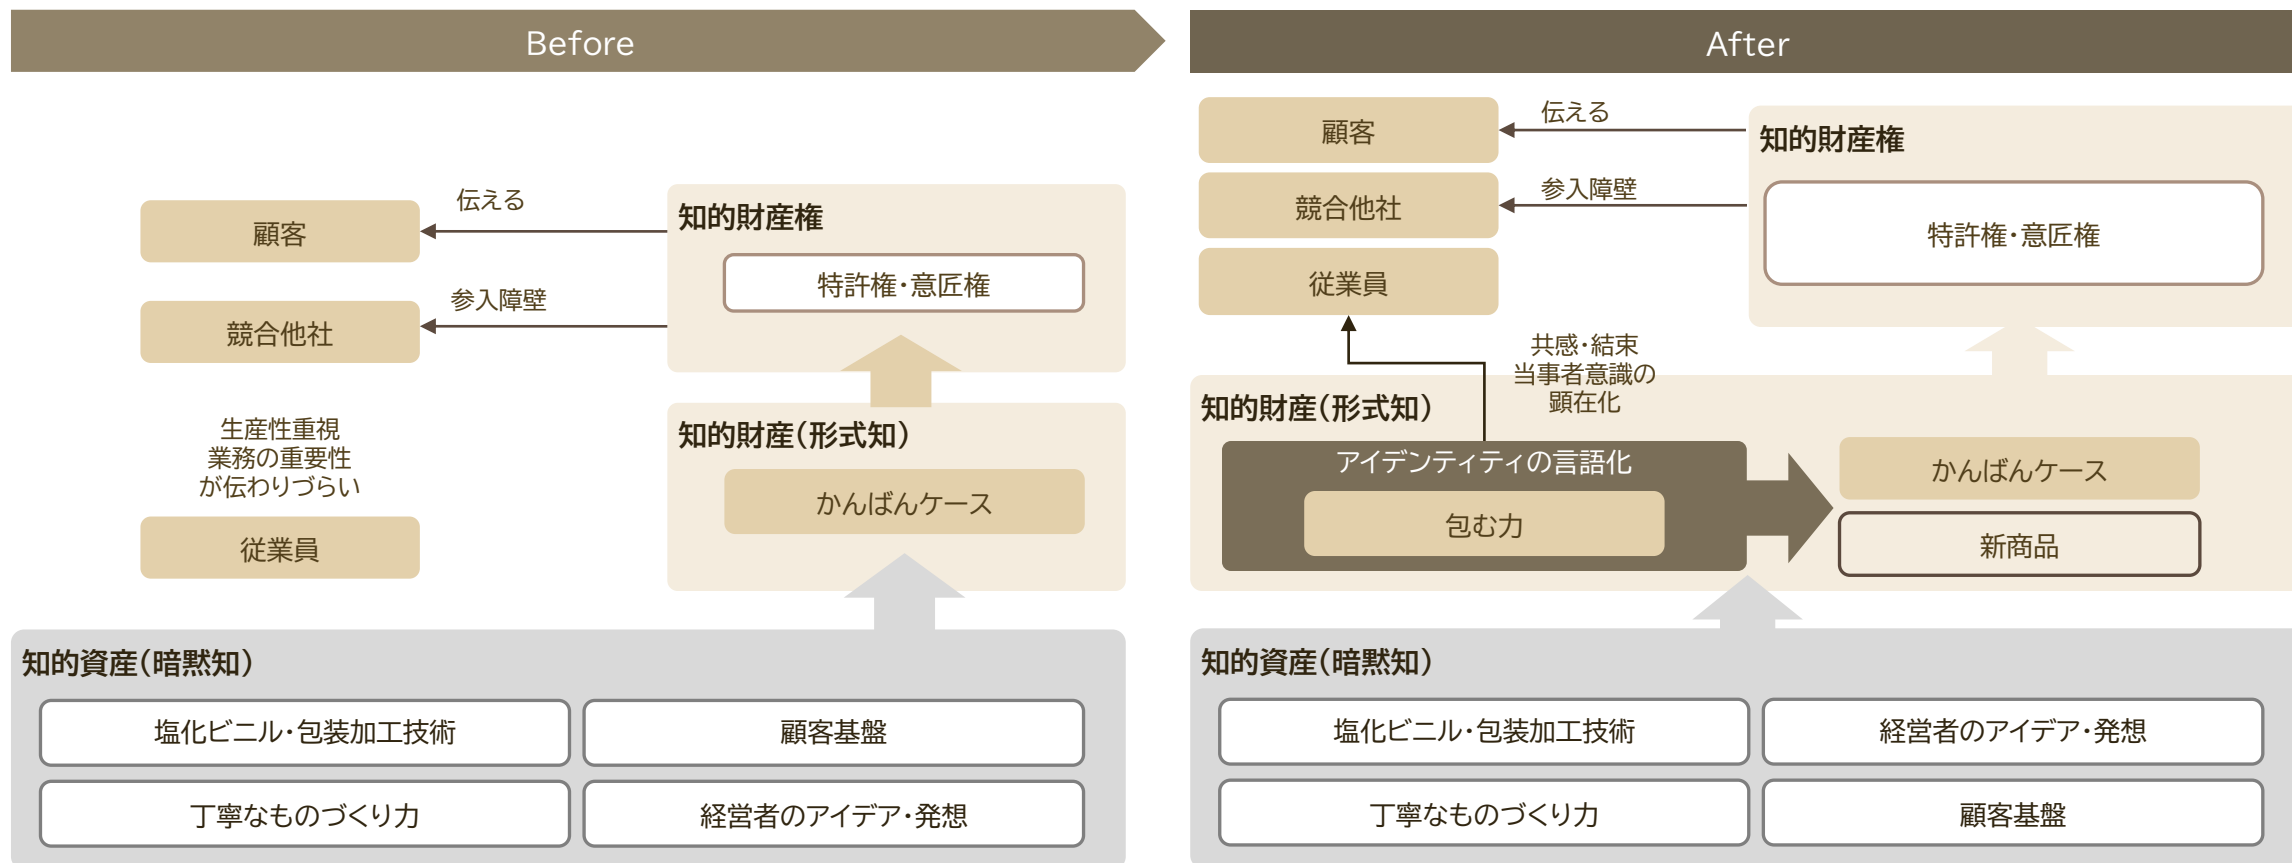 Before
伝える
顧客
参入障壁
競合他社
生産性重視
業務の重要性
が伝わりづらい
従業員
知的財産権
特許権・意匠権
知的財産（形式知）
かんばんケース
知的資産（暗黙知）
塩化ビニル・包装加工技術
顧客基盤
丁寧なものづくり力
経営者のアイデア・発想
After
顧客
伝える
競合他社
参入障壁
従業員
知的財産権
特許権・意匠権
共感・結束
当事者意識の
顕在化
知的財産（形式知）
アイデンティティの言語化
包む力
かんばんケース
新商品
知的資産（暗黙知）
塩化ビニル・包装加工技術
経営者のアイデア・発想
丁寧なものづくり力
顧客基盤